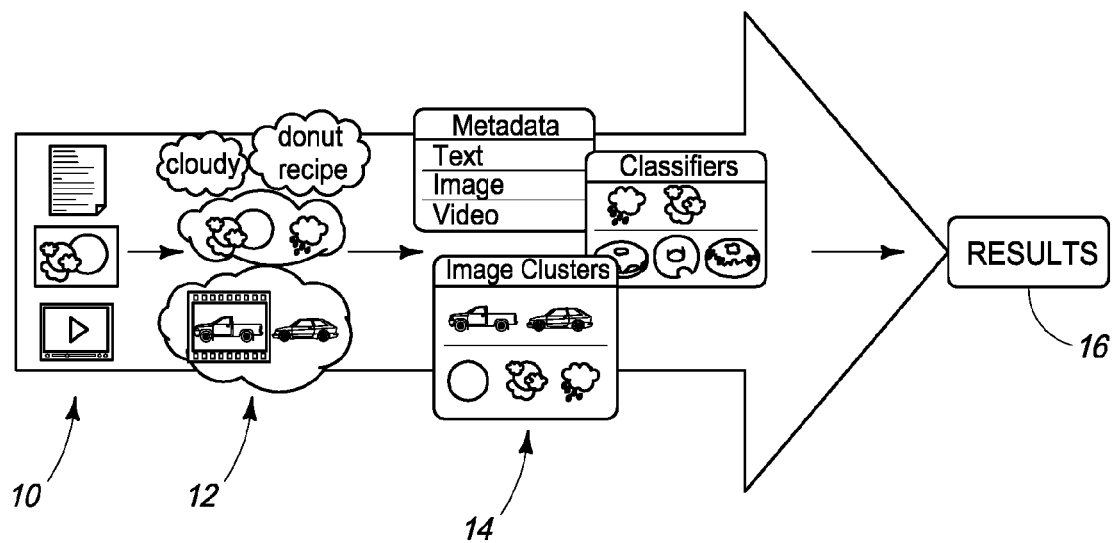 cloudy
donut
recipe
Metadata
Text
Image
Video
Classifiers
Image Clusters
RESULTS
10
12
14
16